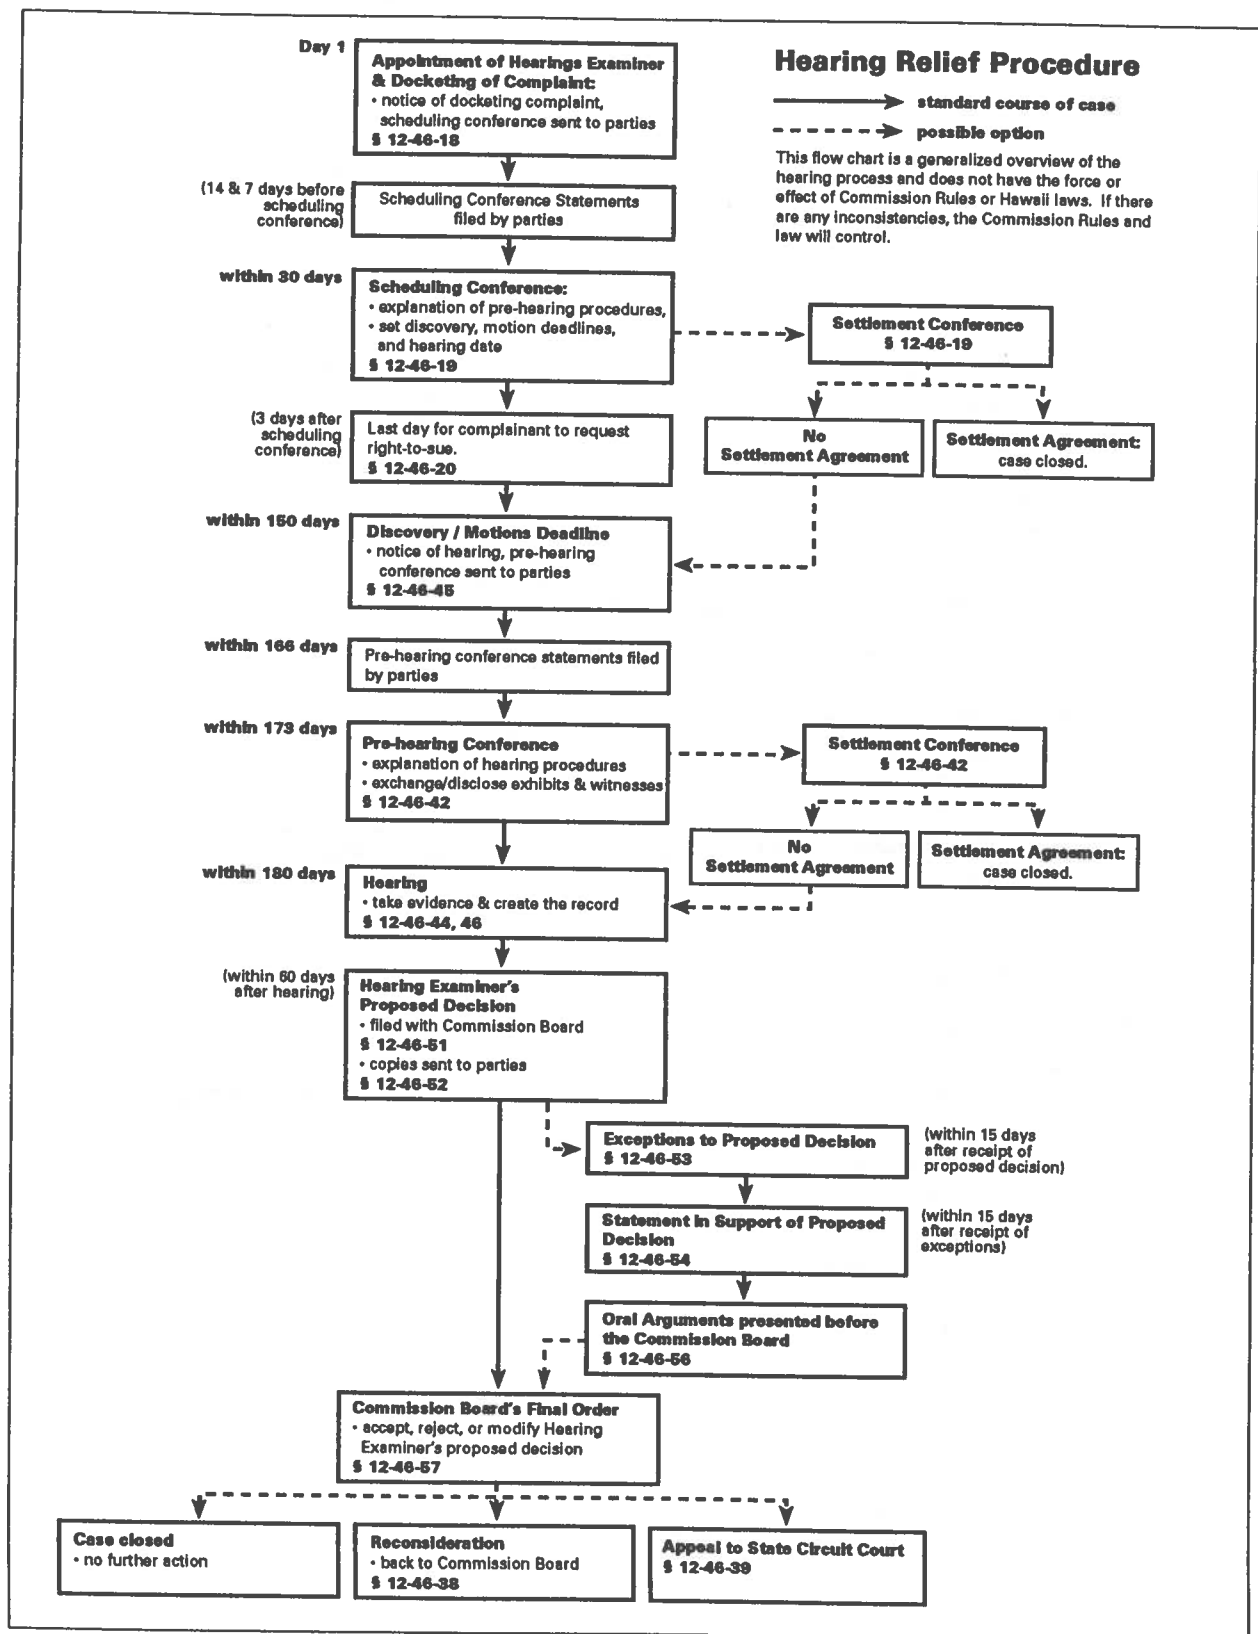 Hearing Relief Procedure
standard course of case
possible option
This flow chart is a generalized overview of the
hearing process and does not have the force or
effect of Commission Rules or Hawaii laws. If there
are any inconsistencies, the Commission Rules and
law will control.
Day 1
Appointment of Hearings Examiner
& Docketing of Complaint:
• notice of docketing complaint,
scheduling conference sent to parties
§ 12-46-18
(14 & 7 days before
scheduling
conference)
Scheduling Conference Statements
filed by parties
within 30 days
Scheduling Conference:
• explanation of pre-hearing procedures,
• set discovery, motion deadlines,
and hearing date
§ 12-46-19
Settlement Conference
§ 12-46-19
No
Settlement Agreement
Settlement Agreement:
case closed.
(3 days after
scheduling
conference)
Last day for complainant to request
right-to-sue.
§ 12-46-20
within 150 days
Discovery / Motions Deadline
• notice of hearing, pre-hearing
conference sent to parties
§ 12-46-45
within 166 days
Pre-hearing conference statements filed
by parties
within 173 days
Pre-hearing Conference
• explanation of hearing procedures
• exchange/disclose exhibits & witnesses
§ 12-46-42
Settlement Conference
§ 12-46-42
No
Settlement Agreement
Settlement Agreement:
case closed.
within 180 days
Hearing
• take evidence & create the record
§ 12-46-44, 46
(within 60 days
after hearing)
Hearing Examiner's
Proposed Decision
• filed with Commission Board
§ 12-46-51
• copies sent to parties
§ 12-46-52
Exceptions to Proposed Decision
§ 12-46-53
(within 15 days
after receipt of
proposed decision)
Statement in Support of Proposed
Decision
§ 12-46-54
(within 15 days
after receipt of
exceptions)
Oral Arguments presented before
the Commission Board
§ 12-46-56
Commission Board's Final Order
• accept, reject, or modify Hearing
Examiner's proposed decision
§ 12-46-57
Case closed
• no further action
Reconsideration
• back to Commission Board
§ 12-46-38
Appeal to State Circuit Court
§ 12-46-39